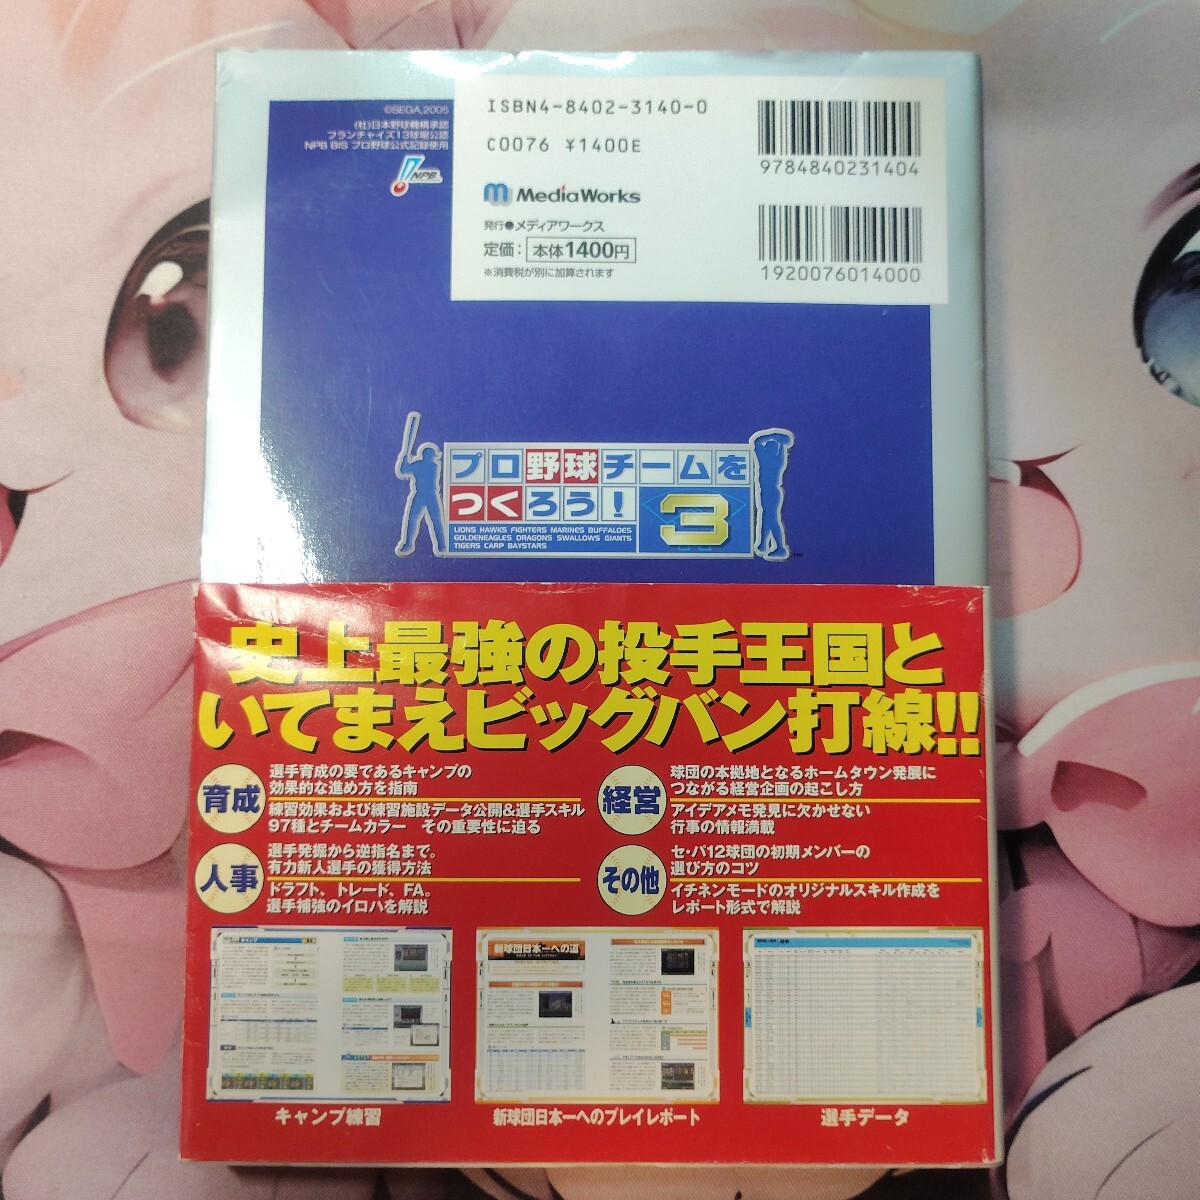 ©SEGA,2005
(社)日本野球機構承認
フランチャイズ13球場公認
NPB BIS プロ野球公式記録使用
NPB
ISBN4-8402-3140-0
C0076 ¥1400E
MediaWorks
発行●メディアワークス
定価：本体1400円
※消費税が別に加算されます
9784840231404
1920076014000
プロ野球チームを
つくろう！3
LIONS HAWKS FIGHTERS MARINES BUFFALOES
GOLDENEAGLES DRAGONS SWALLOWS GIANTS
TIGERS CARP BAYSTARS
史上最強の投手王国と
いてまえビッグバン打線!!
育成
選手育成の要であるキャンプの
効果的な進め方を指南
練習効果および練習施設データ公開&選手スキル
97種とチームカラー その重要性に迫る
人事
選手発掘から逆指名まで。
有力新人選手の獲得方法
ドラフト、トレード、FA。
選手補強のイロハを解説
経営
球団の本拠地となるホームタウン発展に
つながる経営企画の起こし方
アイデアメモ発見に欠かせない
行事の情報満載
その他
セ・パ12球団の初期メンバーの
選び方のコツ
イチネンモードのオリジナルスキル作成を
レポート形式で解説
キャンプ
新球団日本一への道
キャンプ練習
新球団日本一へのプレイレポート
選手データ